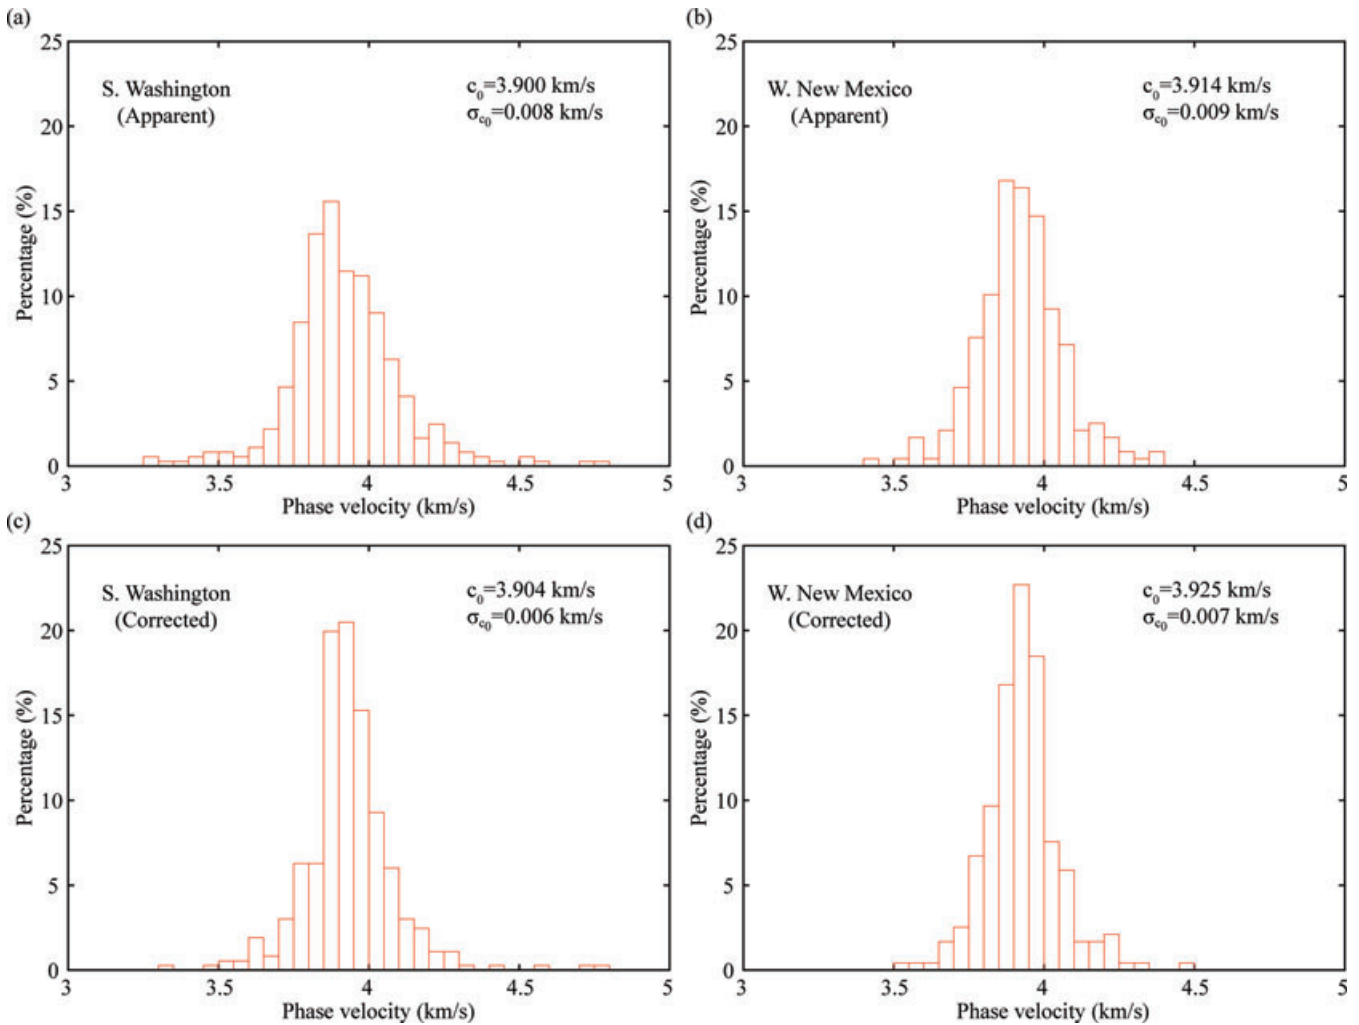 (a)
25
20
15
10
5
0
Percentage (%)
S. Washington
(Apparent)
c₀=3.900 km/s
σc₀=0.008 km/s
3 3.5 4 4.5 5
Phase velocity (km/s)
(b)
25
20
15
10
5
0
Percentage (%)
W. New Mexico
(Apparent)
c₀=3.914 km/s
σc₀=0.009 km/s
3 3.5 4 4.5 5
Phase velocity (km/s)
(c)
25
20
15
10
5
0
Percentage (%)
S. Washington
(Corrected)
c₀=3.904 km/s
σc₀=0.006 km/s
3 3.5 4 4.5 5
Phase velocity (km/s)
(d)
25
20
15
10
5
0
Percentage (%)
W. New Mexico
(Corrected)
c₀=3.925 km/s
σc₀=0.007 km/s
3 3.5 4 4.5 5
Phase velocity (km/s)